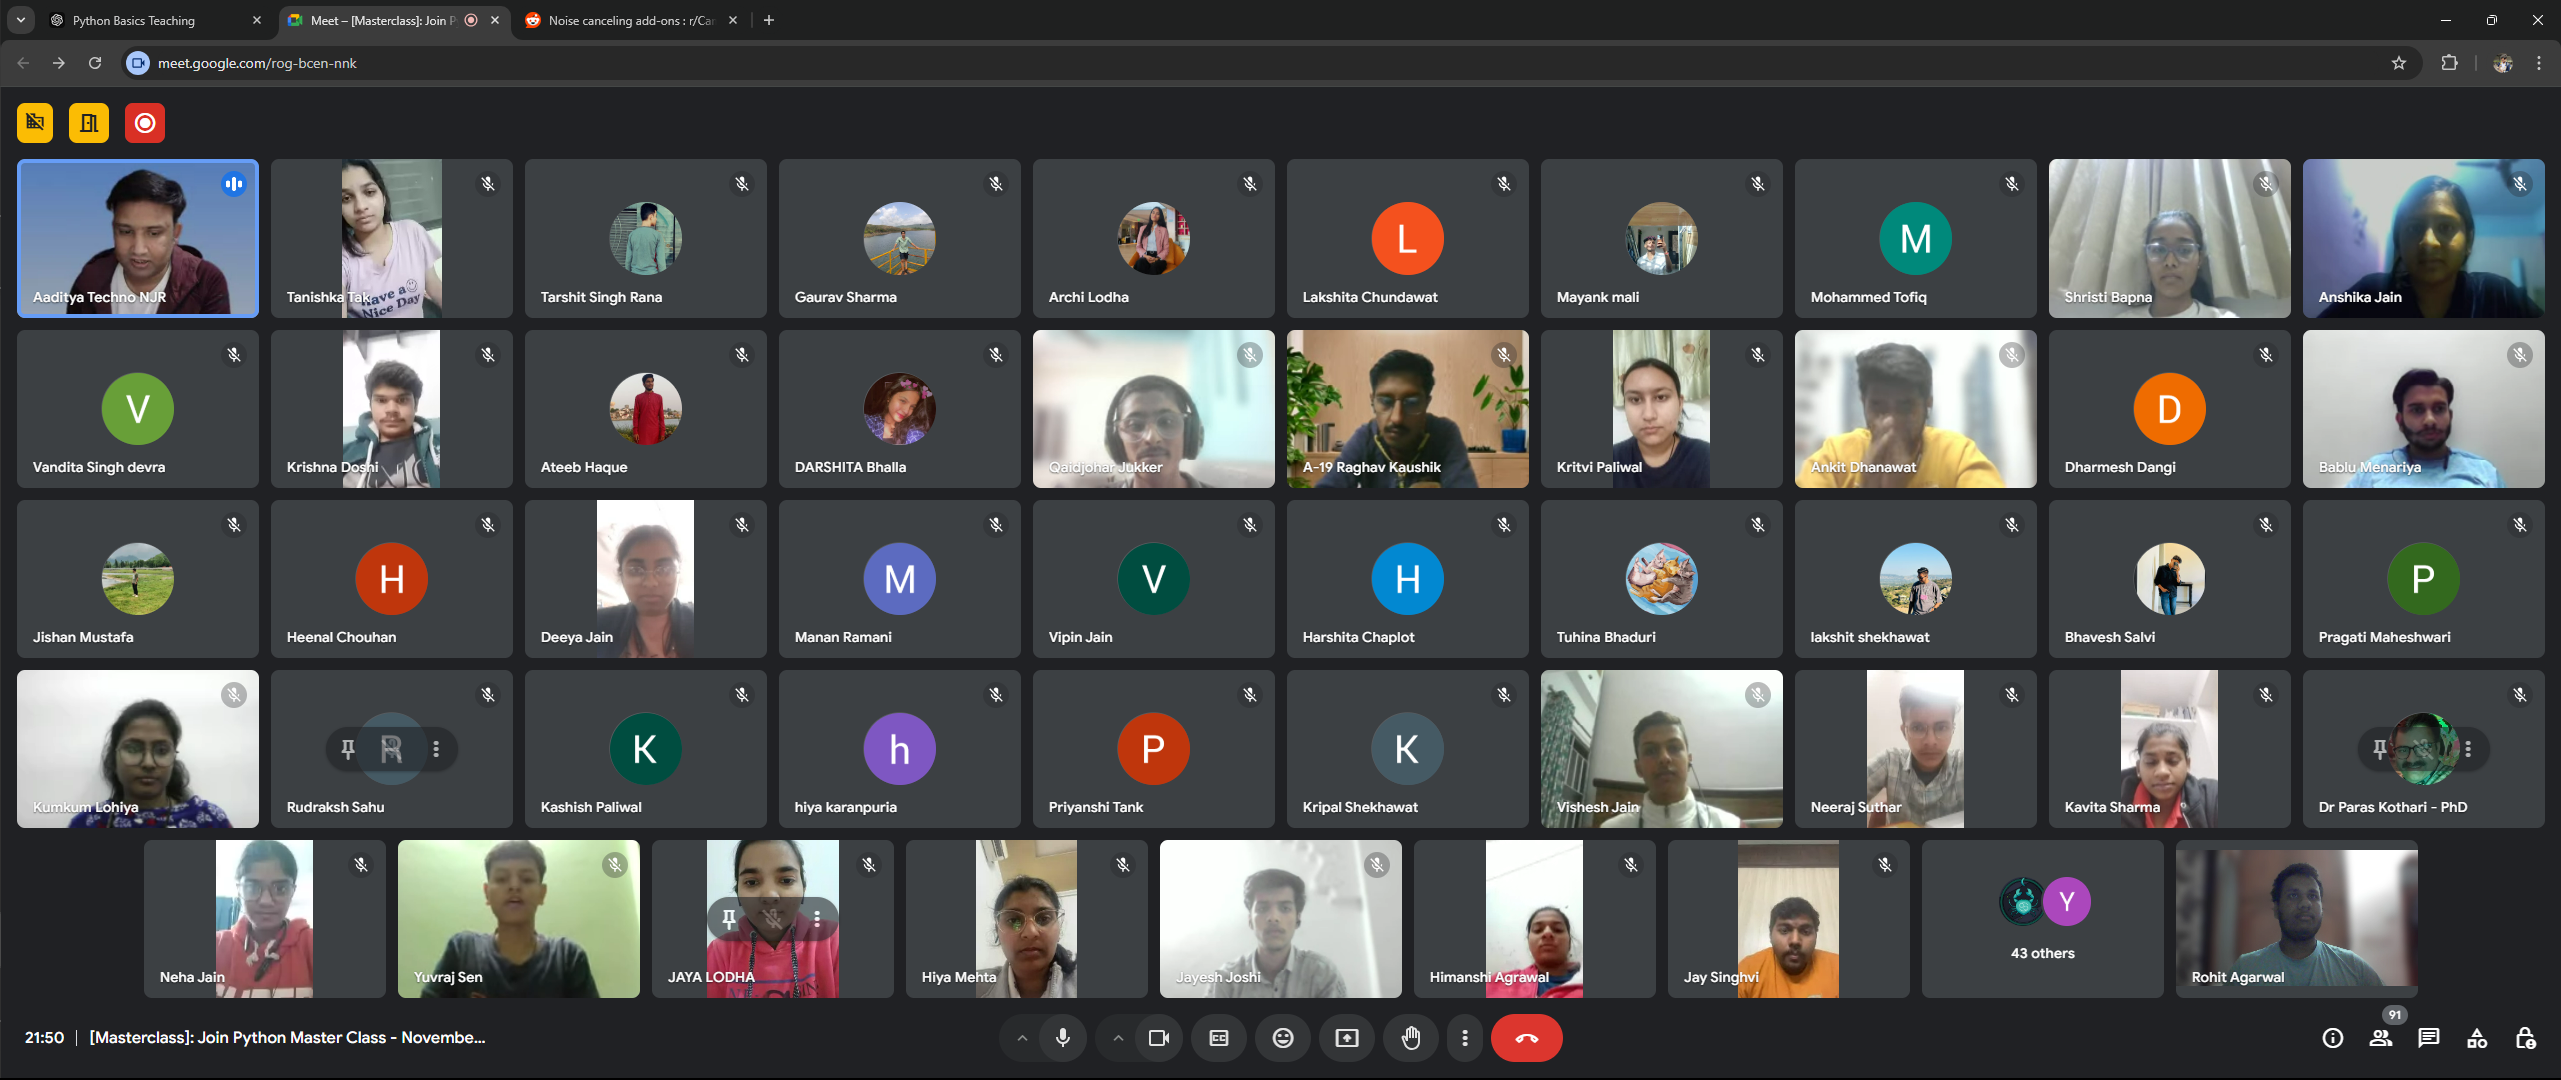 Python Basics Teaching
Meet – [Masterclass]: Join P
Noise canceling add-ons : r/Car
meet.google.com/rog-bcen-nnk
Aaditya Techno NJR
Tanishka Tak
Have a
Nice Day
Tarshit Singh Rana
Gaurav Sharma
Archi Lodha
L
Lakshita Chundawat
Mayank mali
M
Mohammed Tofiq
Shristi Bapna
Anshika Jain
V
Vandita Singh devra
Krishna Doshi
Ateeb Haque
DARSHITA Bhalla
Qaidjohar Jukker
A-19 Raghav Kaushik
Kritvi Paliwal
Ankit Dhanawat
D
Dharmesh Dangi
Bablu Menariya
Jishan Mustafa
H
Heenal Chouhan
Deeya Jain
M
Manan Ramani
V
Vipin Jain
H
Harshita Chaplot
Tuhina Bhaduri
lakshit shekhawat
Bhavesh Salvi
P
Pragati Maheshwari
Kumkum Lohiya
R
Rudraksh Sahu
K
Kashish Paliwal
h
hiya karanpuria
P
Priyanshi Tank
K
Kripal Shekhawat
Vishesh Jain
Neeraj Suthar
Kavita Sharma
Dr Paras Kothari - PhD
Neha Jain
Yuvraj Sen
JAYA LODHA
Hiya Mehta
Jayesh Joshi
Himanshi Agrawal
Jay Singhvi
Y
43 others
Rohit Agarwal
21:50 | [Masterclass]: Join Python Master Class - Novembe...
91